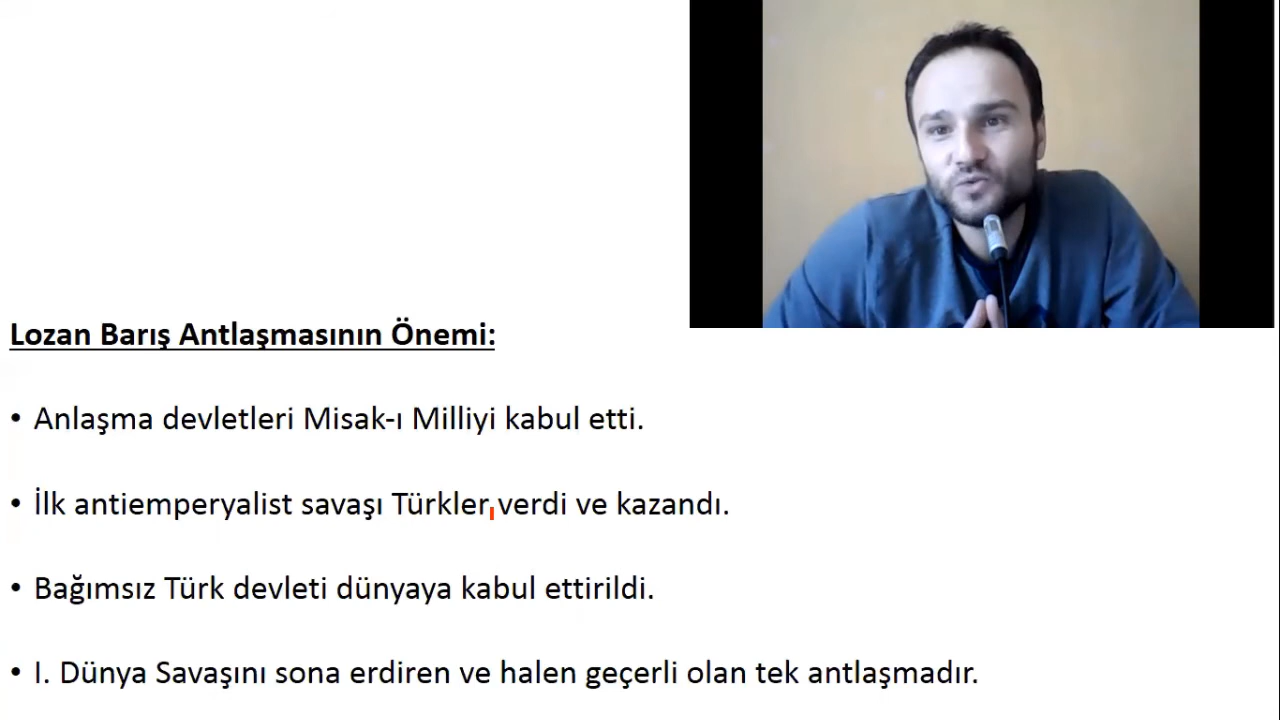 Lozan Barış Antlaşmasının Önemi:
• Anlaşma devletleri Misak-ı Milliyi kabul etti.
• İlk antiemperyalist savaşı Türkler verdi ve kazandı.
• Bağımsız Türk devleti dünyaya kabul ettirildi.
• I. Dünya Savaşını sona erdiren ve halen geçerli olan tek antlaşmadır.